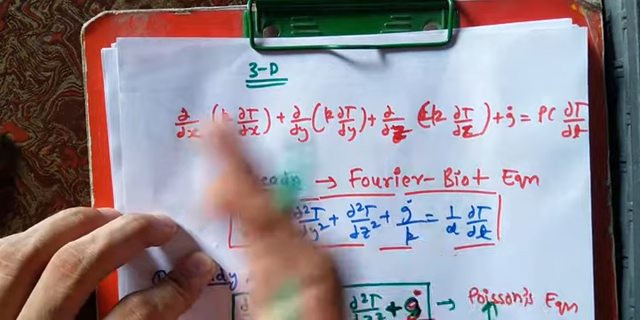 3-D
∂/∂x (k ∂T/∂x) + ∂/∂y (k ∂T/∂y) + ∂/∂z (k ∂T/∂z) + ġ = ρC ∂T/∂t
→ Fourier-Biot Eqn
∂²T/∂y² + ∂²T/∂z² + ġ/k = 1/α ∂T/∂t
∂²T/∂z² + ġ → Poisson's Eqn